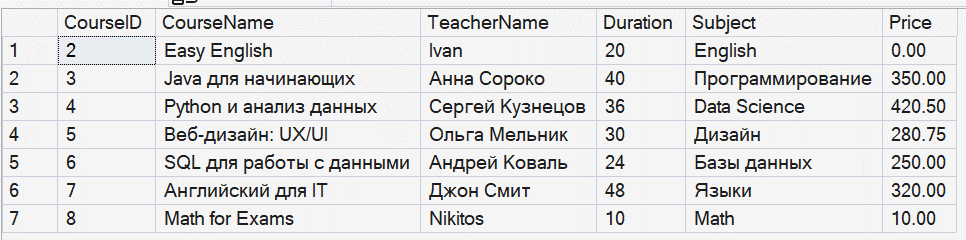 CourseID CourseName TeacherName Duration Subject Price
1 2 Easy English Ivan 20 English 0.00
2 3 Java для начинающих Анна Сороко 40 Программирование 350.00
3 4 Python и анализ данных Сергей Кузнецов 36 Data Science 420.50
4 5 Веб-дизайн: UX/UI Ольга Мельник 30 Дизайн 280.75
5 6 SQL для работы с данными Андрей Коваль 24 Базы данных 250.00
6 7 Английский для IT Джон Смит 48 Языки 320.00
7 8 Math for Exams Nikitos 10 Math 10.00